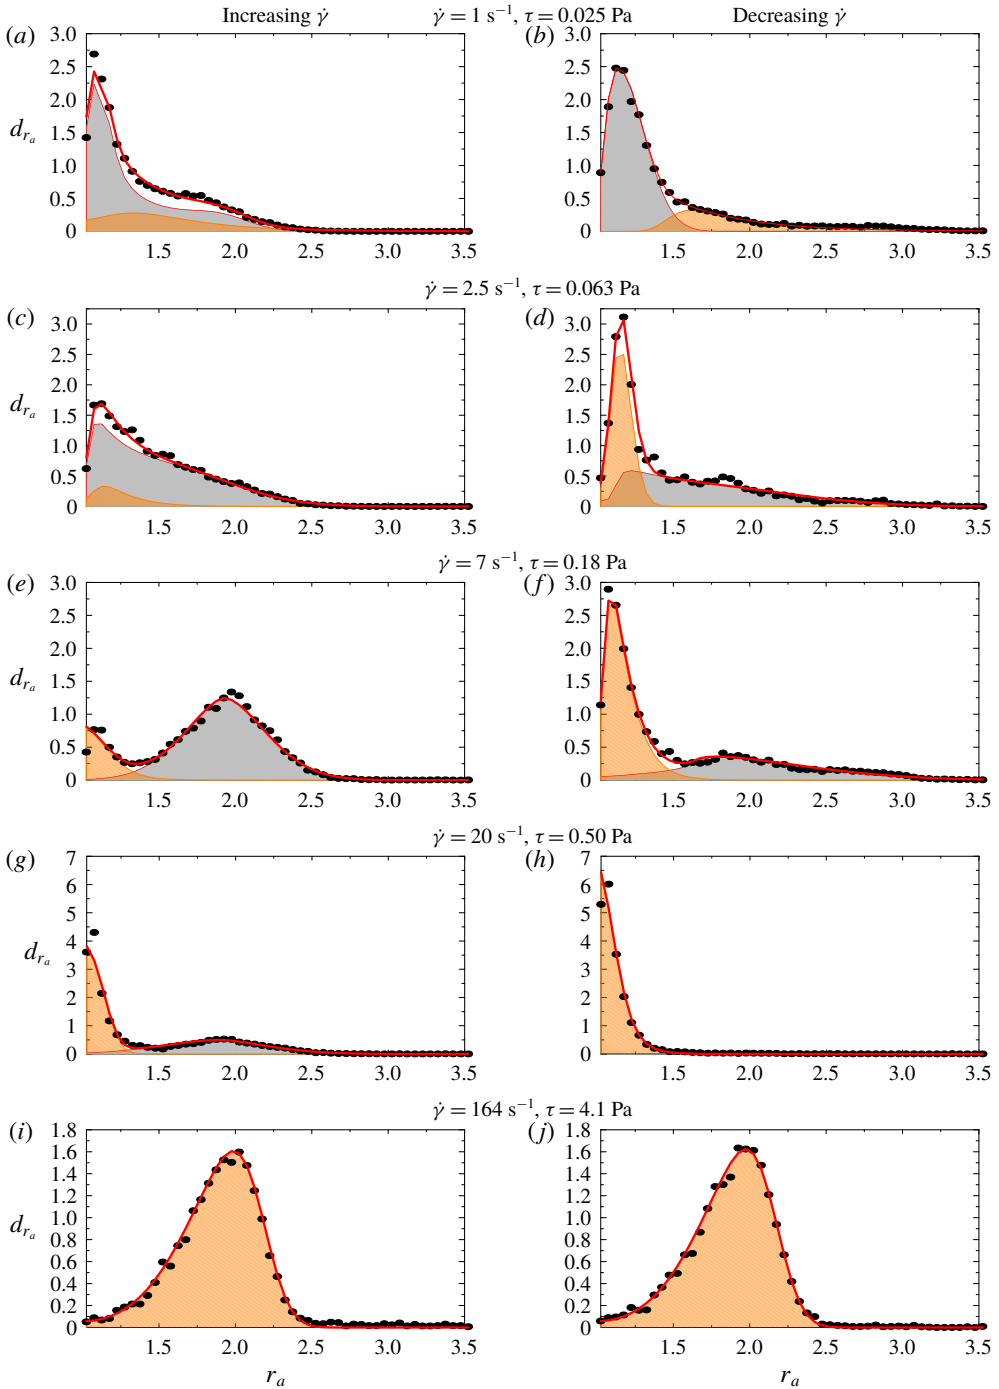 Increasing γ̇ γ̇ = 1 s⁻¹, τ = 0.025 Pa Decreasing γ̇
(a) (b)
3.0 3.0
2.5 2.5
2.0 2.0
d_{r_a} 1.5 1.5
1.0 1.0
0.5 0.5
0 0
1.5 2.0 2.5 3.0 3.5 1.5 2.0 2.5 3.0 3.5
γ̇ = 2.5 s⁻¹, τ = 0.063 Pa
(c) (d)
3.0 3.0
2.5 2.5
2.0 2.0
d_{r_a} 1.5 1.5
1.0 1.0
0.5 0.5
0 0
1.5 2.0 2.5 3.0 3.5 1.5 2.0 2.5 3.0 3.5
γ̇ = 7 s⁻¹, τ = 0.18 Pa
(e) (f)
3.0 3.0
2.5 2.5
2.0 2.0
d_{r_a} 1.5 1.5
1.0 1.0
0.5 0.5
0 0
1.5 2.0 2.5 3.0 3.5 1.5 2.0 2.5 3.0 3.5
γ̇ = 20 s⁻¹, τ = 0.50 Pa
(g) (h)
7 7
6 6
5 5
4 4
d_{r_a} 3 3
2 2
1 1
0 0
1.5 2.0 2.5 3.0 3.5 1.5 2.0 2.5 3.0 3.5
γ̇ = 164 s⁻¹, τ = 4.1 Pa
(i) (j)
1.8 1.8
1.6 1.6
1.4 1.4
1.2 1.2
d_{r_a} 1.0 1.0
0.8 0.8
0.6 0.6
0.4 0.4
0.2 0.2
0 0
1.5 2.0 2.5 3.0 3.5 1.5 2.0 2.5 3.0 3.5
r_a r_a